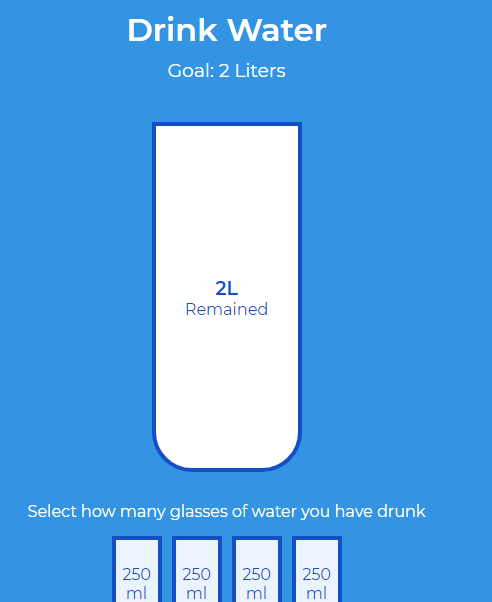 Drink Water
Goal: 2 Liters
2L
Remained
Select how many glasses of water you have drunk
250 250 250 250
ml ml ml ml